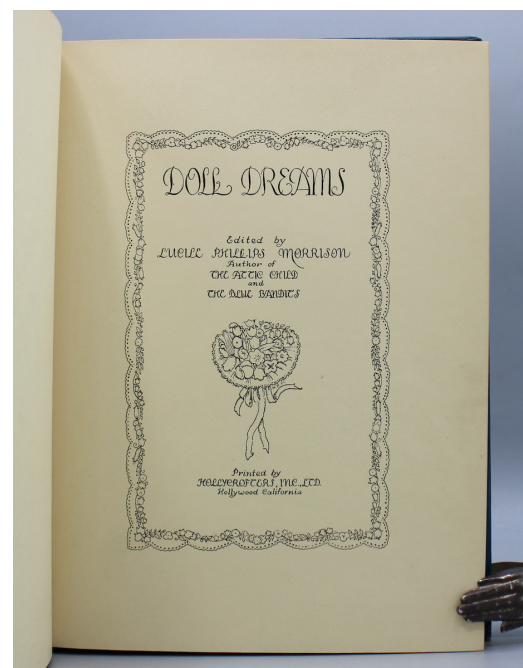 DOLL DREAMS
Edited by
LUCILE PHILLIPS MORRISON
Author of
THE ATTIC CHILD
and
THE BLUE BANDITS
Printed by
HOLLYCROFTERS, INC., LTD.
Hollywood California